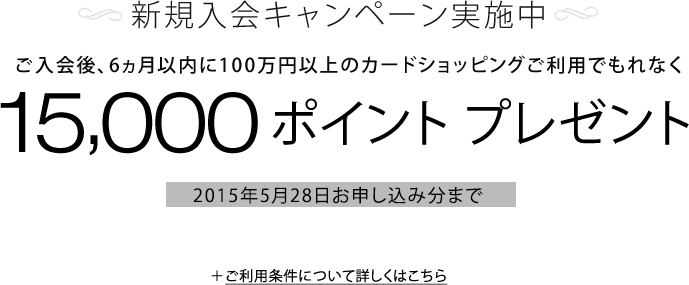 新規入会キャンペーン実施中
ご入会後、6ヵ月以内に100万円以上のカードショッピングご利用でもれなく
15,000 ポイント プレゼント
2015年5月28日お申し込み分まで
＋ご利用条件について詳しくはこちら